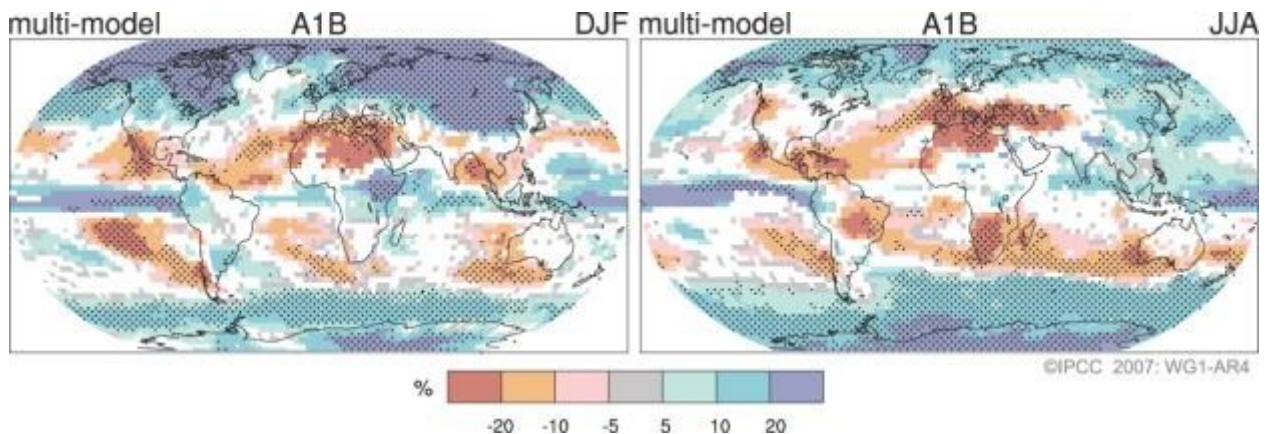 multi-model A1B DJF
multi-model A1B JJA
©IPCC 2007: WG1-AR4
%
-20 -10 -5 5 10 20